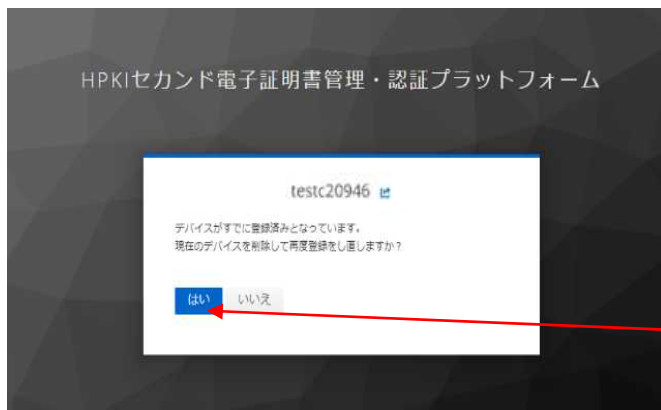 HPKIセカンド電子証明書管理・認証プラットフォーム
testc20946
デバイスがすでに登録済みとなっています。
現在のデバイスを削除して再度登録をし直しますか?
はい いいえ